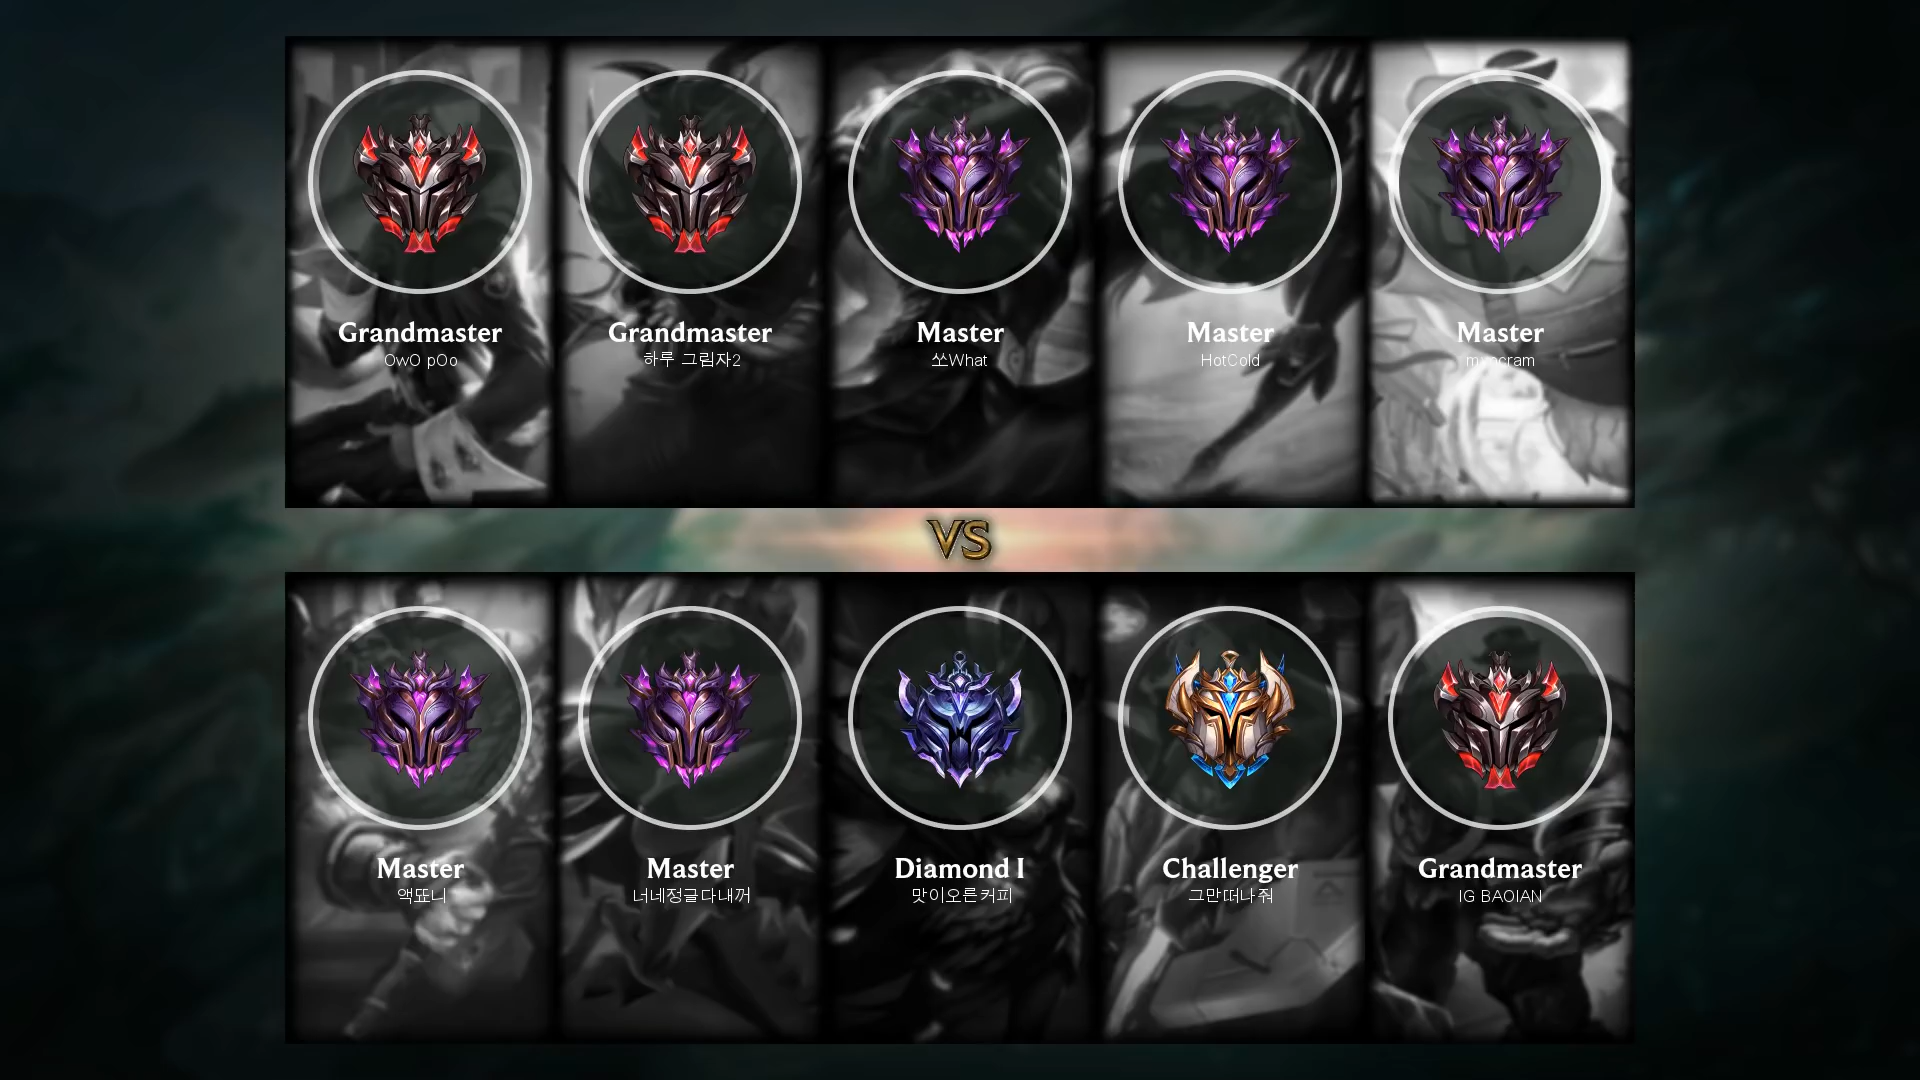 Grandmaster
OwO pOo
Grandmaster
하루 그림자2
Master
쏘What
Master
HotCold
Master
VS
Master
액뚀니
Master
너네정글다내꺼
Diamond I
맛이오른커피
Challenger
그만떠나줘
Grandmaster
IG BAOIAN